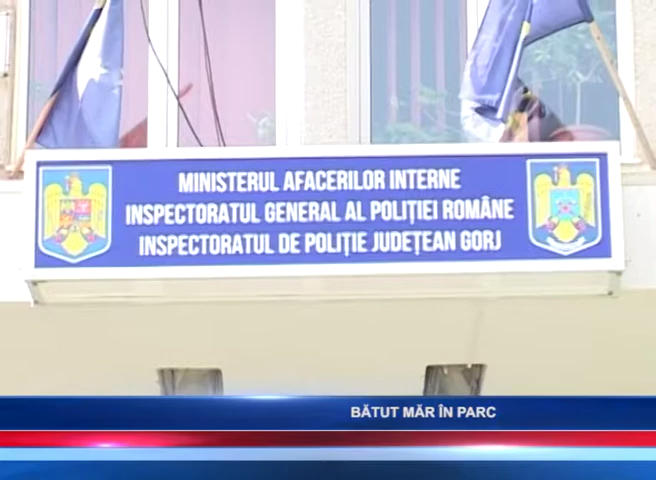 MINISTERUL AFACERILOR INTERNE
INSPECTORATUL GENERAL AL POLIȚIEI ROMÂNE
INSPECTORATUL DE POLIȚIE JUDEȚEAN GORJ
BĂTUT MĂR ÎN PARC